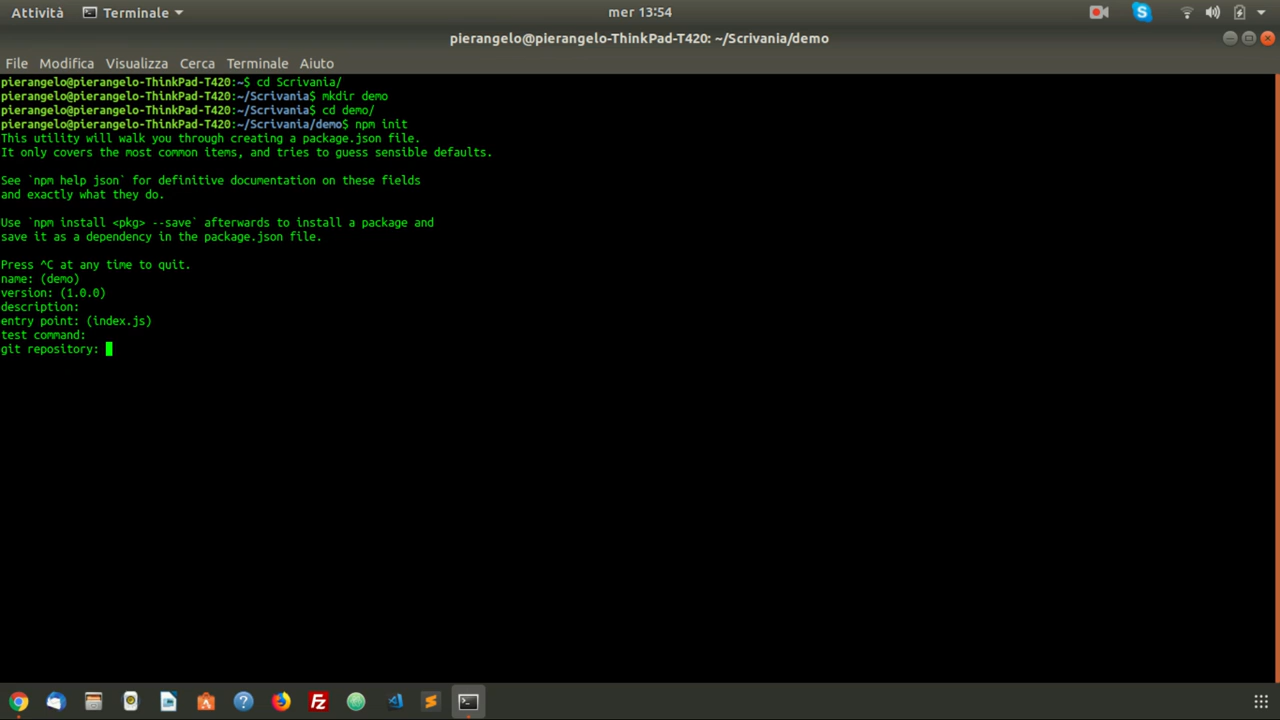 Attività Terminale mer 13:54
pierangelo@pierangelo-ThinkPad-T420: ~/Scrivania/demo
File Modifica Visualizza Cerca Terminale Aiuto
pierangelo@pierangelo-ThinkPad-T420:~$ cd Scrivania/
pierangelo@pierangelo-ThinkPad-T420:~/Scrivania$ mkdir demo
pierangelo@pierangelo-ThinkPad-T420:~/Scrivania$ cd demo/
pierangelo@pierangelo-ThinkPad-T420:~/Scrivania/demo$ npm init
This utility will walk you through creating a package.json file.
It only covers the most common items, and tries to guess sensible defaults.
See `npm help json` for definitive documentation on these fields
and exactly what they do.
Use `npm install <pkg> --save` afterwards to install a package and
save it as a dependency in the package.json file.
Press ^C at any time to quit.
name: (demo)
version: (1.0.0)
description:
entry point: (index.js)
test command:
git repository: